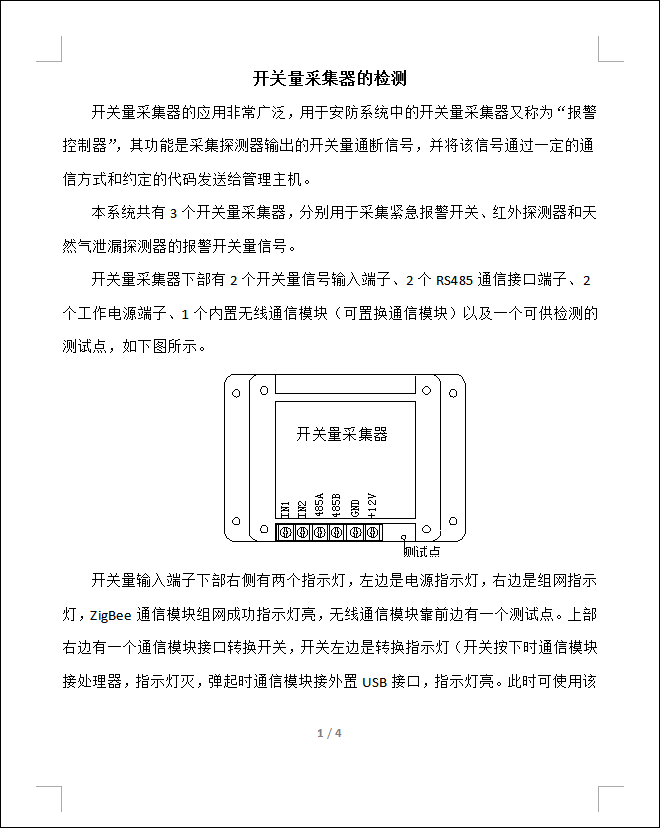 开关量采集器的检测
开关量采集器的应用非常广泛，用于安防系统中的开关量采集器又称为“报警
控制器”，其功能是采集探测器输出的开关量通断信号，并将该信号通过一定的通
信方式和约定的代码发送给管理主机。
本系统共有 3 个开关量采集器，分别用于采集紧急报警开关、红外探测器和天
然气泄漏探测器的报警开关量信号。
开关量采集器下部有 2 个开关量信号输入端子、2 个 RS485 通信接口端子、2
个工作电源端子、1 个内置无线通信模块（可置换通信模块）以及一个可供检测的
测试点，如下图所示。
开关量采集器
IN1
IN2
485A
485B
GND
+12V
测试点
开关量输入端子下部右侧有两个指示灯，左边是电源指示灯，右边是组网指示
灯，ZigBee 通信模块组网成功指示灯亮，无线通信模块靠前边有一个测试点。上部
右边有一个通信模块接口转换开关，开关左边是转换指示灯（开关按下时通信模块
接处理器，指示灯灭，弹起时通信模块接外置 USB 接口，指示灯亮。此时可使用该
1 / 4